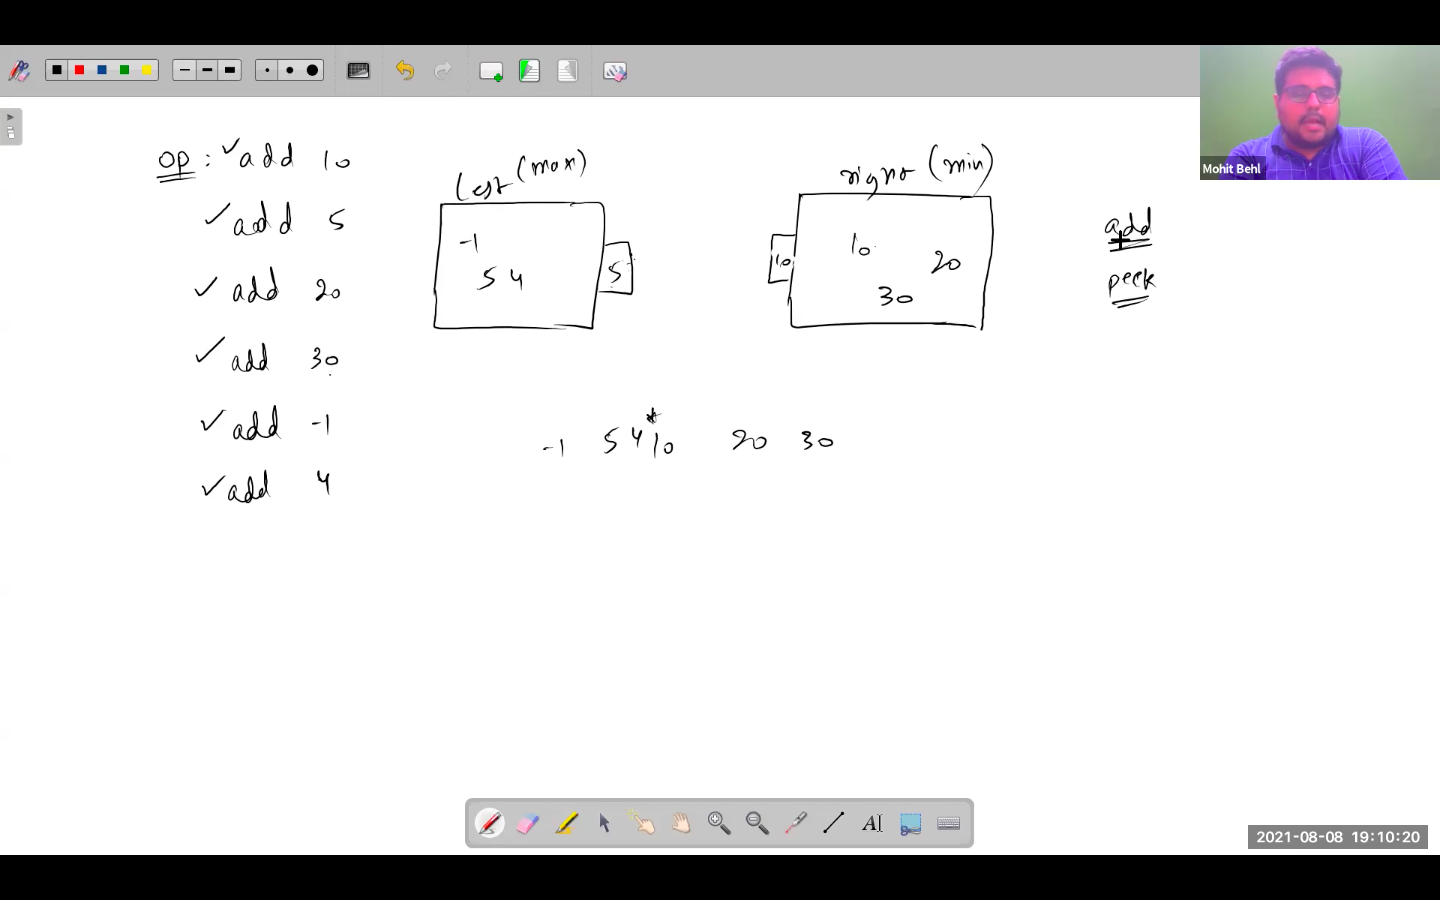 op : ✓add 10
✓add 5
✓ add 20
✓ add 30
✓ add -1
✓add 4
left (max)
-1
5 4
5
right (min)
10
10
20
30
add
peek
-1 5 4 10 20 30
*
Mohit Behl
AI
2021-08-08 19:10:20